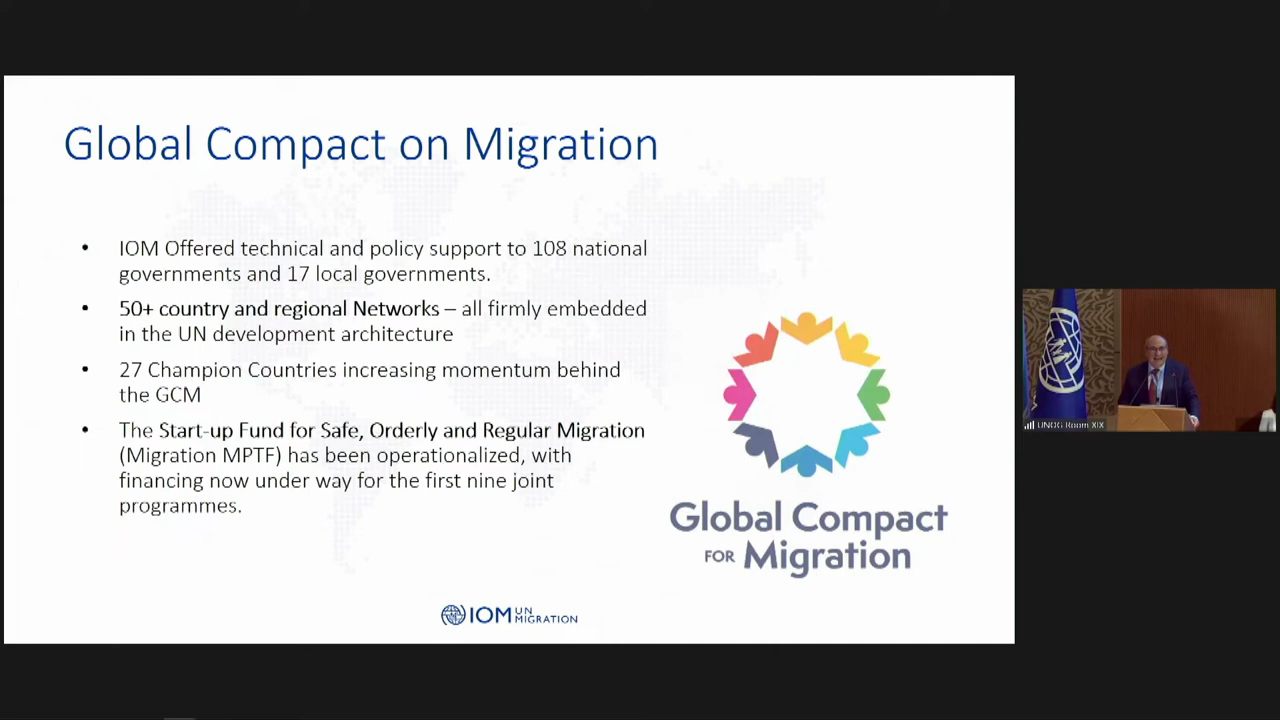 Global Compact on Migration
• IOM Offered technical and policy support to 108 national
governments and 17 local governments.
• 50+ country and regional Networks – all firmly embedded
in the UN development architecture
• 27 Champion Countries increasing momentum behind
the GCM
• The Start-up Fund for Safe, Orderly and Regular Migration
(Migration MPTF) has been operationalized, with
financing now under way for the first nine joint
programmes.
Global Compact
FOR Migration
IOM UN
MIGRATION
UNOG Room XIX